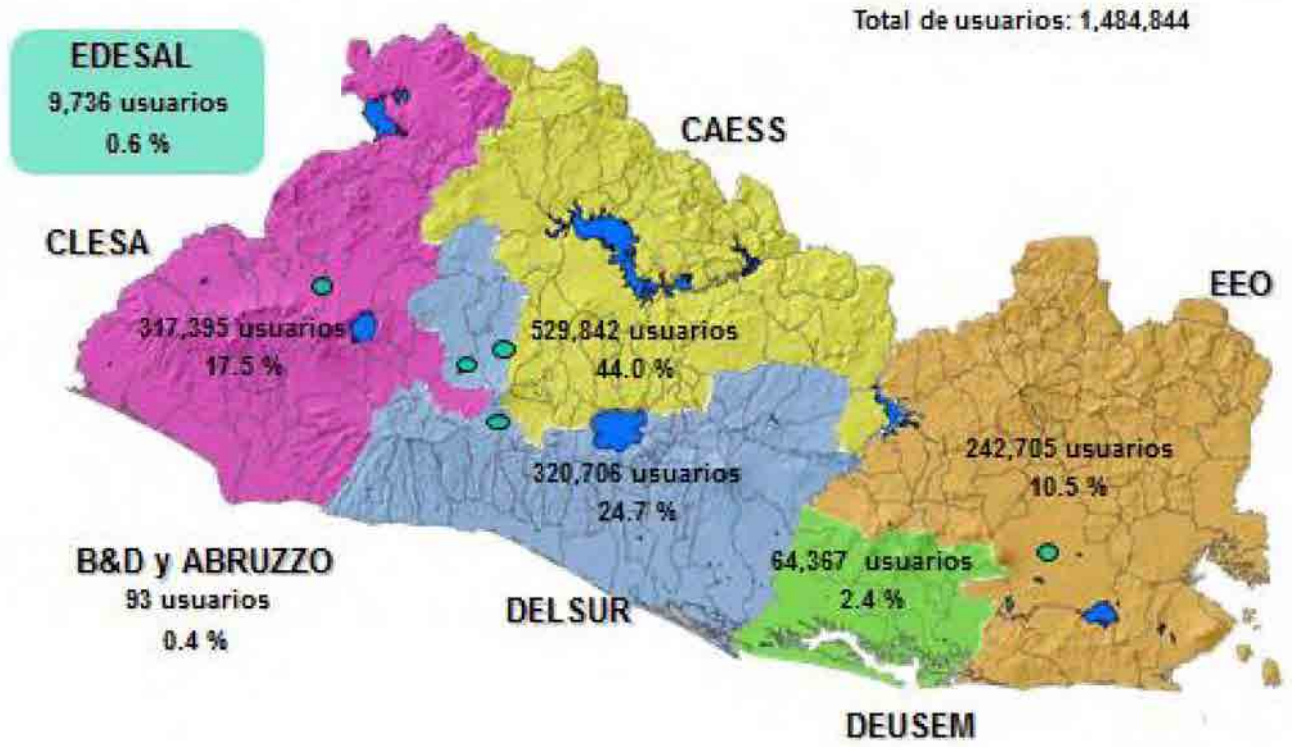 Total de usuarios: 1,484,844
EDESAL
9,736 usuarios
0.6 %
CAESS
CLESA
EEO
317,395 usuarios
17.5 %
529,842 usuarios
44.0 %
242,705 usuarios
10.5 %
320,706 usuarios
24.7 %
B&D y ABRUZZO
93 usuarios
0.4 %
64,367 usuarios
2.4 %
DELSUR
DEUSEM